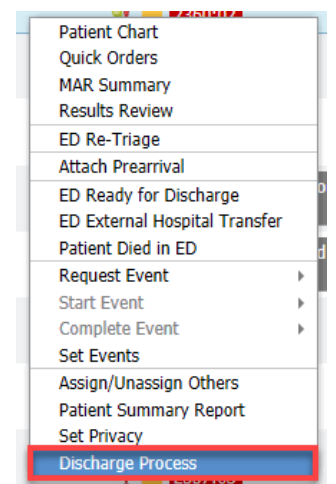 Patient Chart
Quick Orders
MAR Summary
Results Review
ED Re-Triage
Attach Prearrival
ED Ready for Discharge
ED External Hospital Transfer
Patient Died in ED
Request Event
Start Event
Complete Event
Set Events
Assign/Unassign Others
Patient Summary Report
Set Privacy
Discharge Process